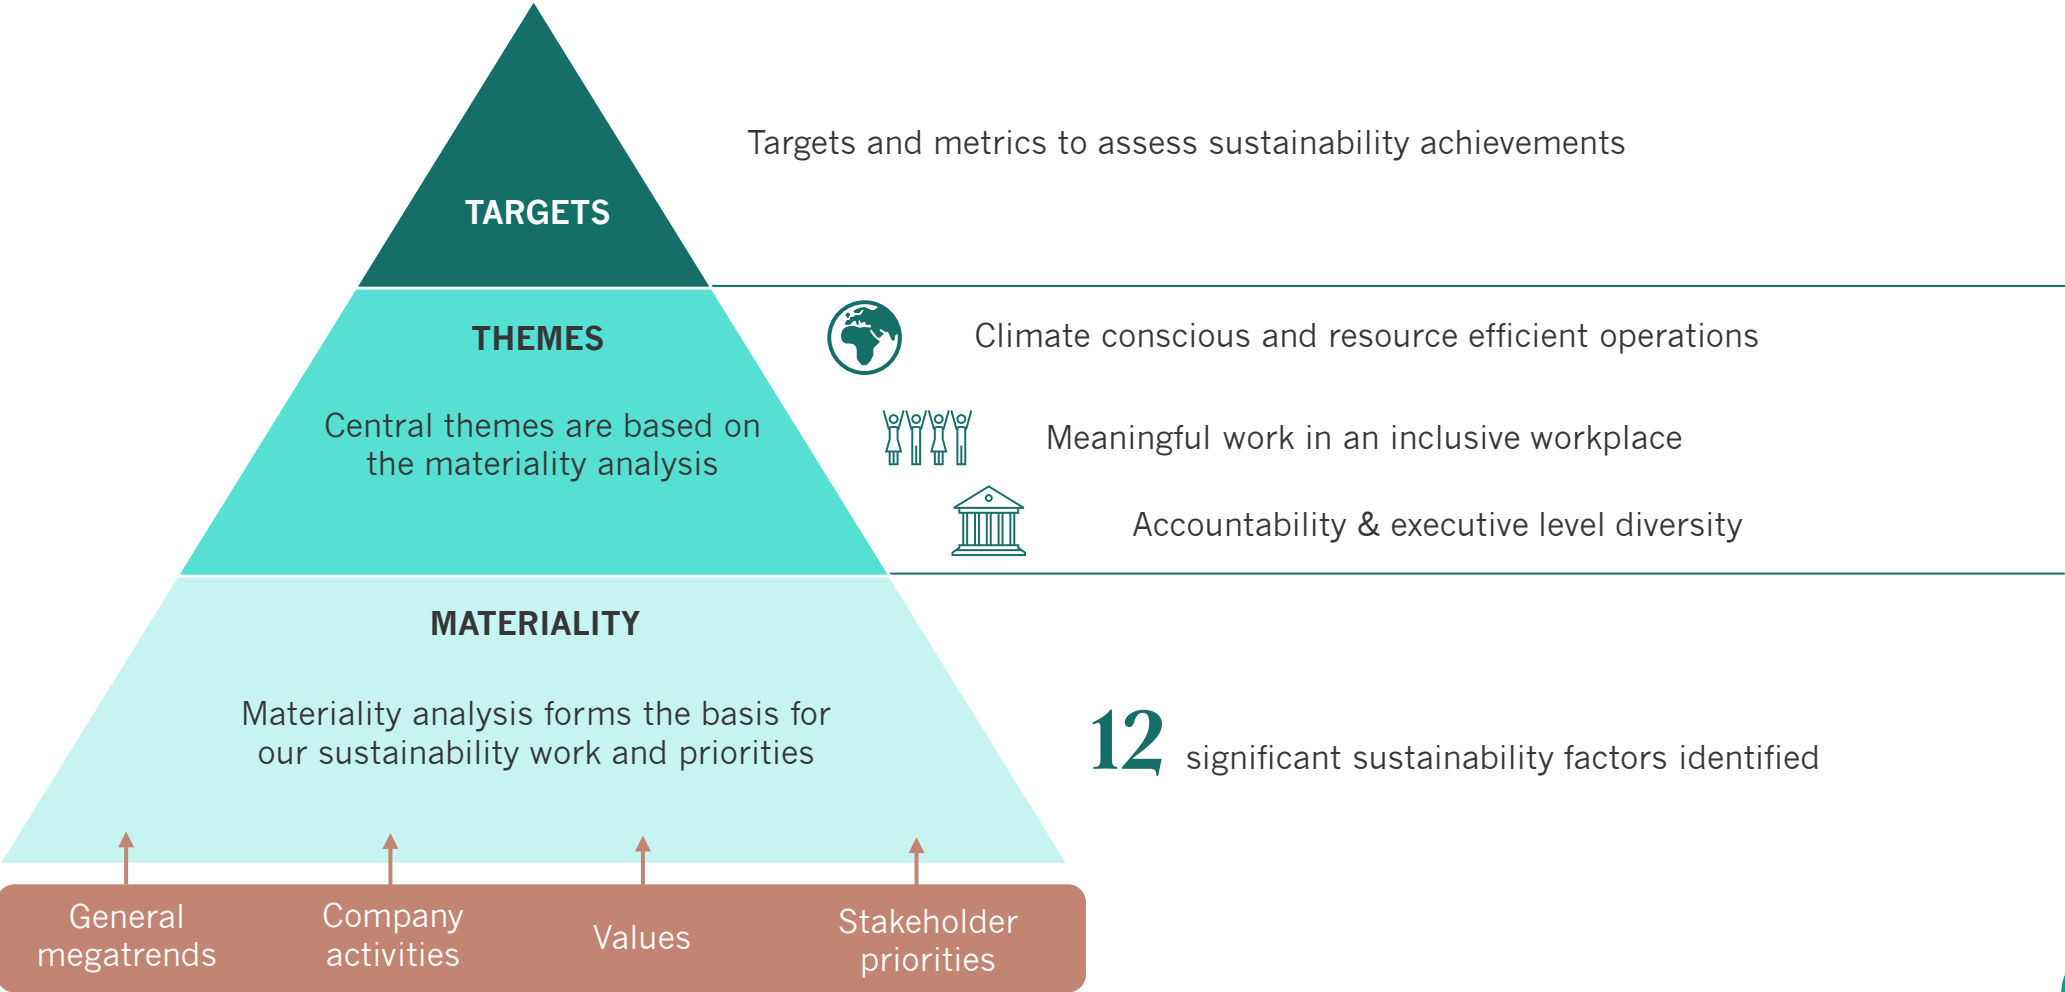 Targets and metrics to assess sustainability achievements
TARGETS
THEMES
Central themes are based on
the materiality analysis
Climate conscious and resource efficient operations
Meaningful work in an inclusive workplace
Accountability & executive level diversity
MATERIALITY
Materiality analysis forms the basis for
our sustainability work and priorities
12 significant sustainability factors identified
General
megatrends
Company
activities
Values
Stakeholder
priorities